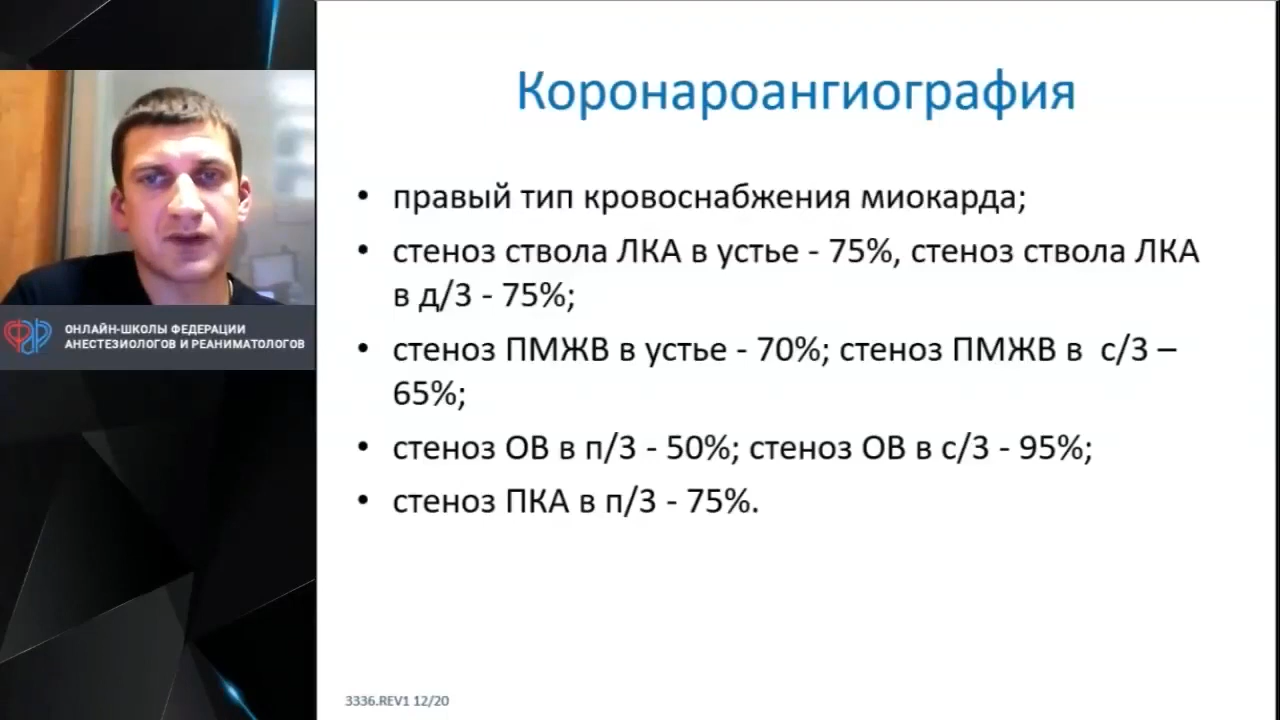 Коронароангиография
• правый тип кровоснабжения миокарда;
• стеноз ствола ЛКА в устье - 75%, стеноз ствола ЛКА
в д/3 - 75%;
• стеноз ПМЖВ в устье - 70%; стеноз ПМЖВ в с/3 –
65%;
• стеноз ОВ в п/3 - 50%; стеноз ОВ в с/3 - 95%;
• стеноз ПКА в п/3 - 75%.
ОНЛАЙН-ШКОЛЫ ФЕДЕРАЦИИ
АНЕСТЕЗИОЛОГОВ И РЕАНИМАТОЛОГОВ
3336.REV1 12/20